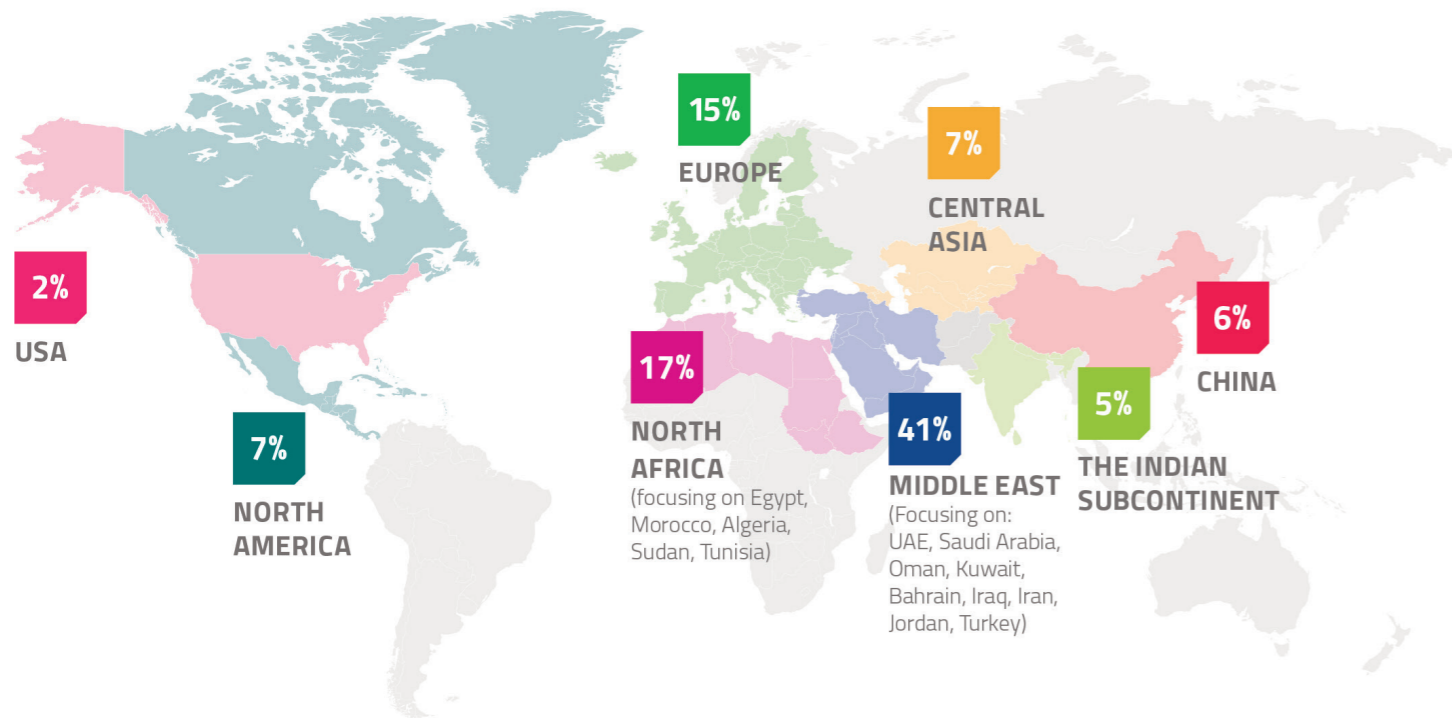 15%
EUROPE
7%
CENTRAL
ASIA
2%
USA
6%
CHINA
17%
NORTH
AFRICA
(focusing on Egypt,
Morocco, Algeria,
Sudan, Tunisia)
41%
MIDDLE EAST
(Focusing on:
UAE, Saudi Arabia,
Oman, Kuwait,
Bahrain, Iraq, Iran,
Jordan, Turkey)
5%
THE INDIAN
SUBCONTINENT
7%
NORTH
AMERICA